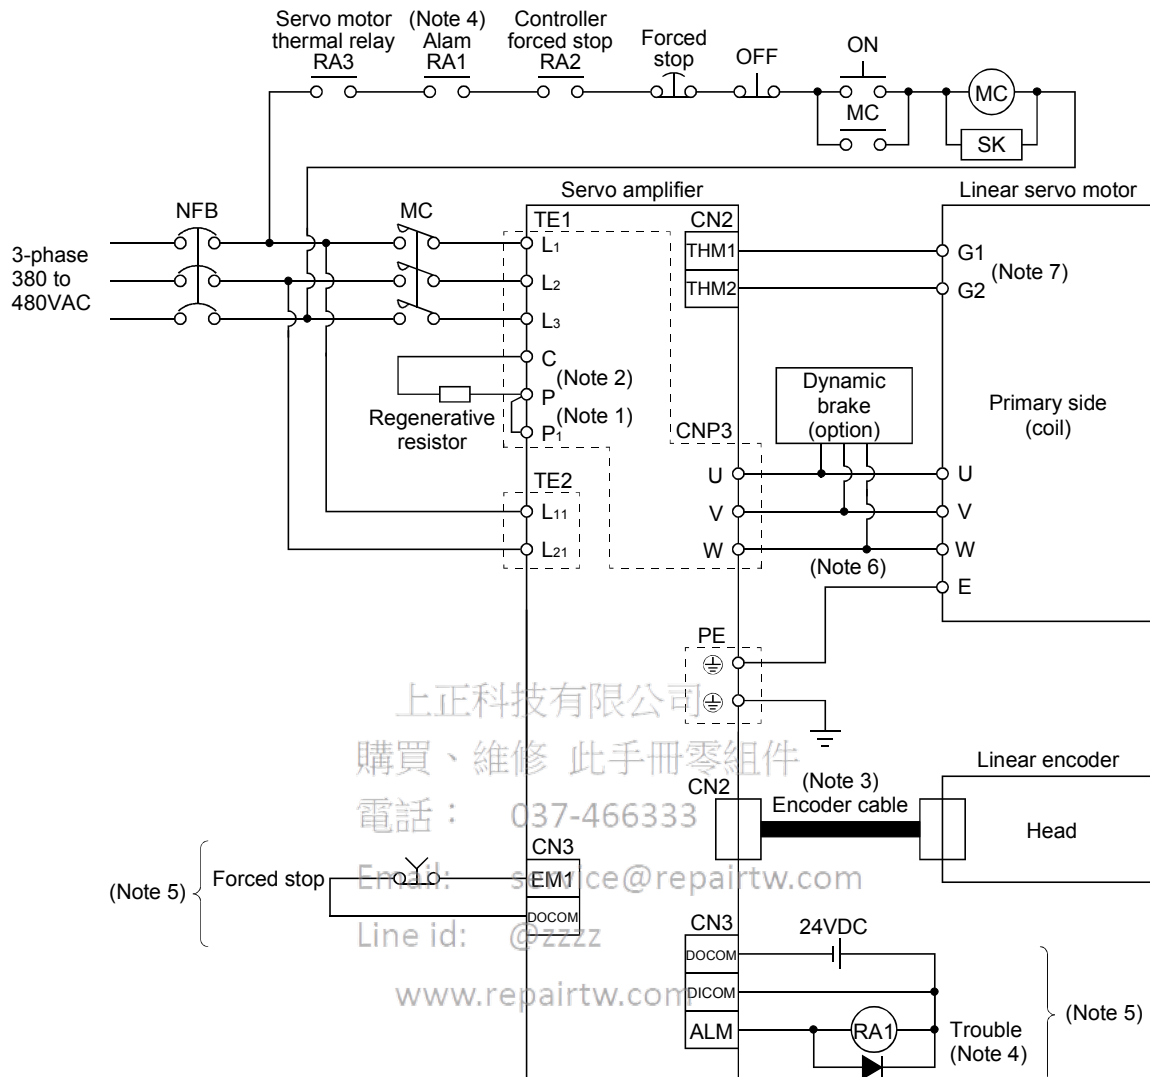 Servo motor
thermal relay
RA3
(Note 4)
Alam
RA1
Controller
forced stop
RA2
Forced
stop
OFF
ON
MC
MC
SK
Servo amplifier
Linear servo motor
NFB
MC
TE1
CN2
3-phase
380 to
480VAC
L1
L2
L3
THM1
THM2
G1
G2
(Note 7)
C
P
P1
(Note 2)
(Note 1)
Regenerative
resistor
Dynamic
brake
(option)
Primary side
(coil)
CNP3
U
V
W
U
V
W
E
(Note 6)
TE2
L11
L21
PE
上正科技有限公司
購買、維修 此手冊零組件
電話： 037-466333
Email: service@repairtw.com
Line id: @zzzz
www.repairtw.com
CN2
(Note 3)
Encoder cable
Linear encoder
Head
(Note 5)
Forced stop
CN3
EM1
DOCOM
CN3
DOCOM
DICOM
ALM
24VDC
RA1
Trouble
(Note 4)
(Note 5)